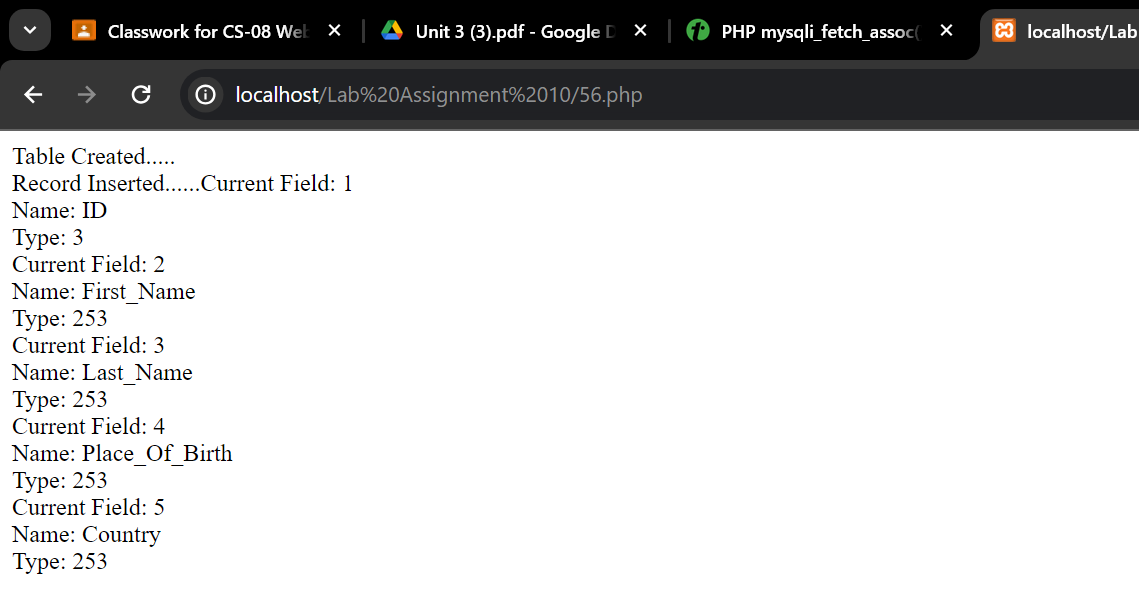 Classwork for CS-08 Web
Unit 3 (3).pdf - Google D
PHP mysqli_fetch_assoc(
localhost/Lab
localhost/Lab%20Assignment%2010/56.php
Table Created.....
Record Inserted......Current Field: 1
Name: ID
Type: 3
Current Field: 2
Name: First_Name
Type: 253
Current Field: 3
Name: Last_Name
Type: 253
Current Field: 4
Name: Place_Of_Birth
Type: 253
Current Field: 5
Name: Country
Type: 253